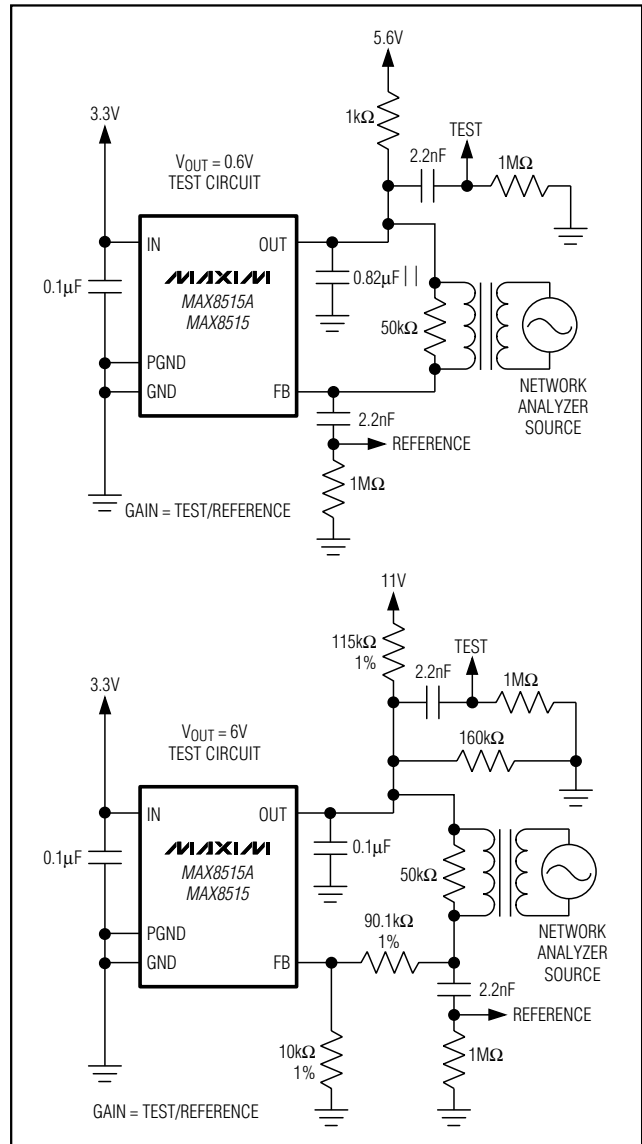 5.6V
3.3V
1kΩ
TEST
2.2nF
1MΩ
VOUT = 0.6V
TEST CIRCUIT
IN
OUT
0.1µF
MAXIM
MAX8515A
MAX8515
0.82µF ||
50kΩ
PGND
GND
FB
NETWORK
ANALYZER
SOURCE
2.2nF
REFERENCE
1MΩ
GAIN = TEST/REFERENCE
11V
115kΩ
1%
TEST
3.3V
2.2nF
1MΩ
VOUT = 6V
TEST CIRCUIT
160kΩ
IN
OUT
0.1µF
MAXIM
MAX8515A
MAX8515
0.1µF
50kΩ
90.1kΩ
1%
NETWORK
ANALYZER
SOURCE
PGND
GND
FB
2.2nF
REFERENCE
10kΩ
1%
1MΩ
GAIN = TEST/REFERENCE